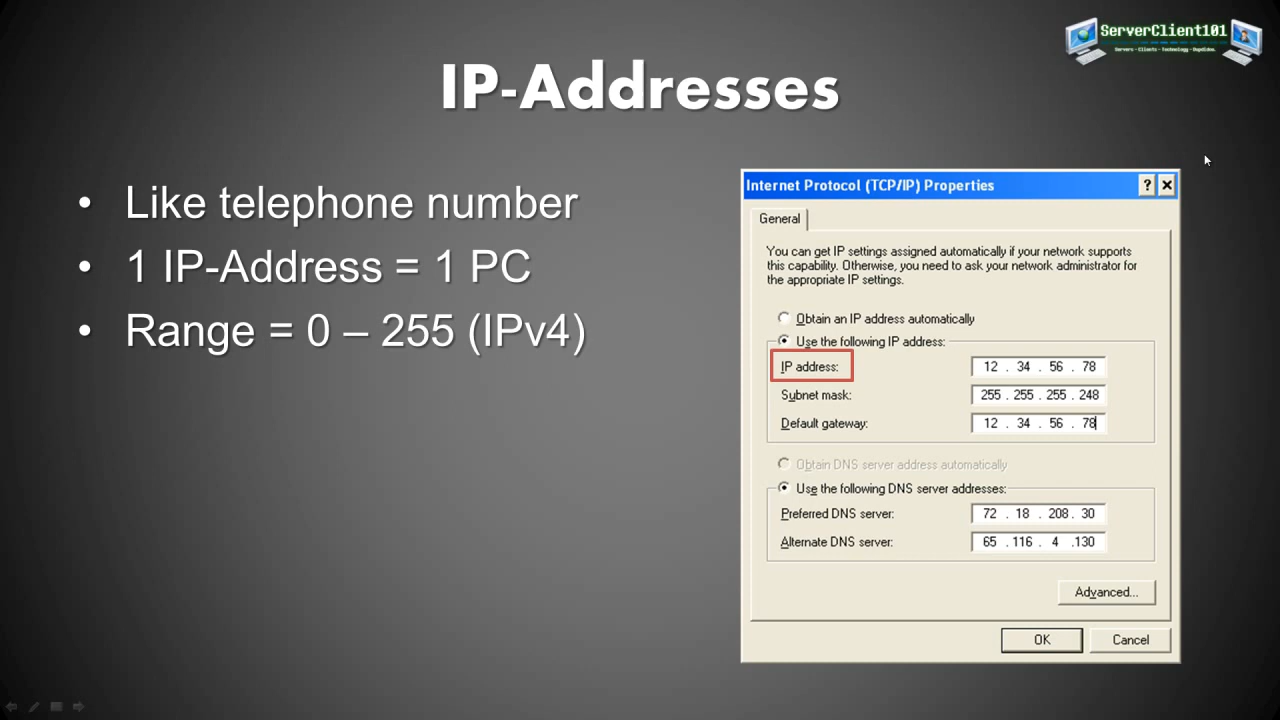 ServerClient101
Servers - Clients - Technology - Hegelidea.
IP-Addresses
• Like telephone number
• 1 IP-Address = 1 PC
• Range = 0 – 255 (IPv4)
Internet Protocol (TCP/IP) Properties
General
You can get IP settings assigned automatically if your network supports
this capability. Otherwise, you need to ask your network administrator for
the appropriate IP settings.
Obtain an IP address automatically
Use the following IP address:
IP address: 12 . 34 . 56 . 78
Subnet mask: 255 . 255 . 255 . 248
Default gateway: 12 . 34 . 56 . 78
Obtain DNS server address automatically
Use the following DNS server addresses:
Preferred DNS server: 72 . 18 . 208 . 30
Alternate DNS server: 65 . 116 . 4 . 130
Advanced...
OK Cancel